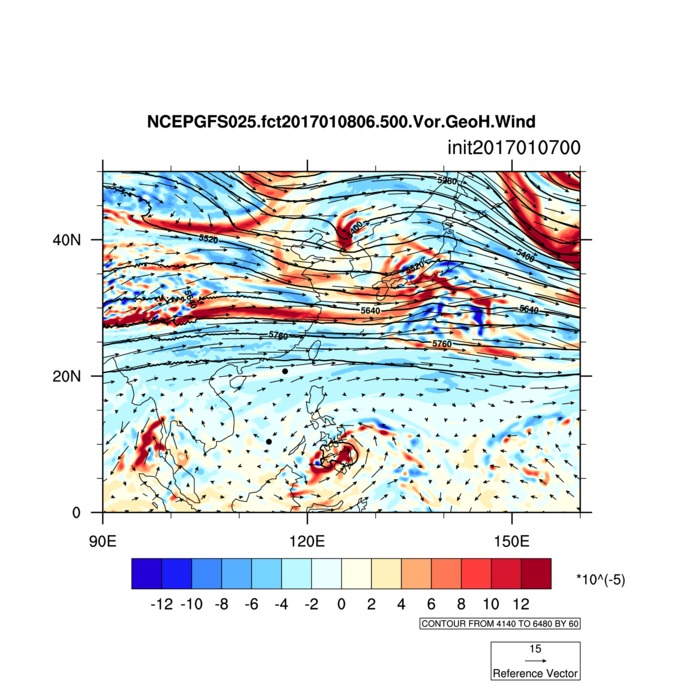 NCEPGFS025.fct2017010806.500.Vor.GeoH.Wind
init2017010700
40N
20N
0
90E 120E 150E
5520
5640
5760
5400
5640
5760
-12 -10 -8 -6 -4 -2 0 2 4 6 8 10 12
*10^(-5)
CONTOUR FROM 4140 TO 6480 BY 60
15
Reference Vector